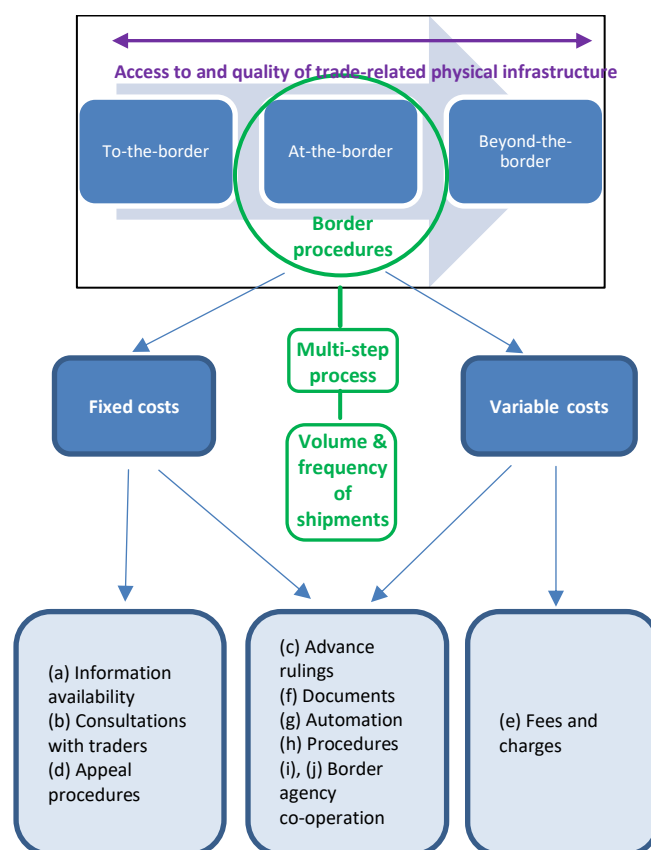 Access to and quality of trade-related physical infrastructure
To-the-border
At-the-border
Beyond-the-
border
Border
procedures
Multi-step
process
Fixed costs
Variable costs
Volume &
frequency
of
shipments
(a) Information
availability
(b) Consultations
with traders
(d) Appeal
procedures
(c) Advance
rulings
(f) Documents
(g) Automation
(h) Procedures
(i), (j) Border
agency
co-operation
(e) Fees and
charges